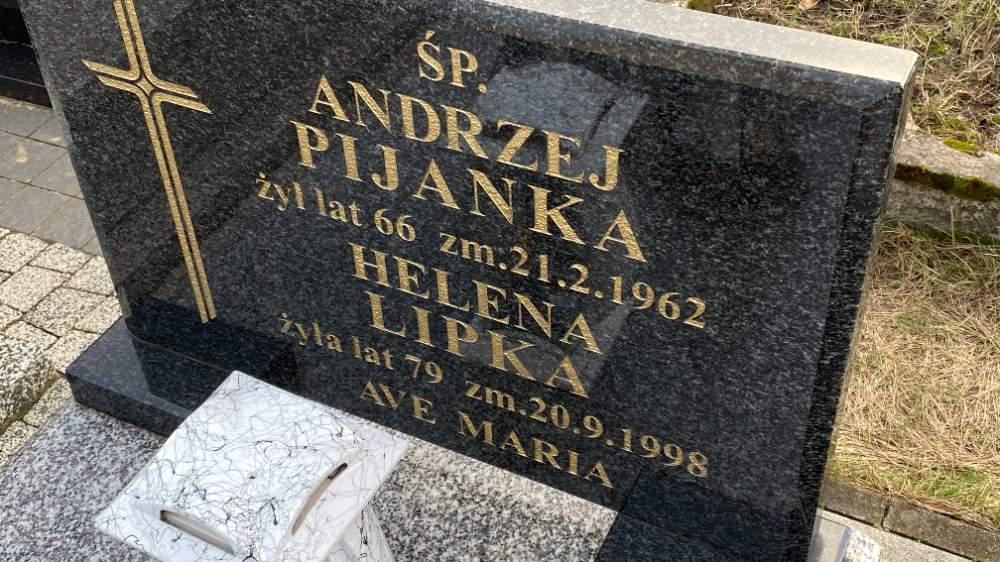 ŚP.
ANDRZEJ
PIJANKA
żył lat 66 zm.21.2.1962
HELENA
LIPKA
żyła lat 79 zm.20.9.1998
AVE MARIA